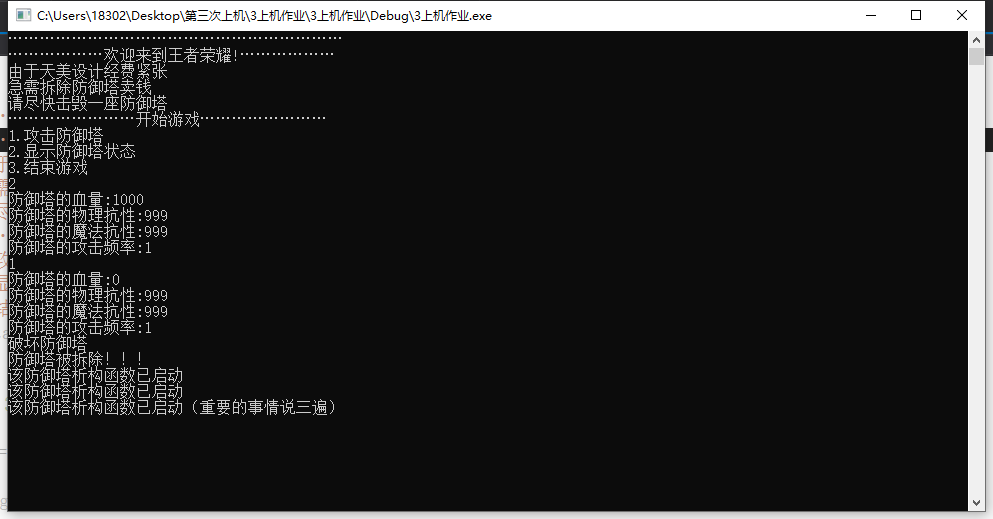 C:\Users\18302\Desktop\第三次上机\3上机作业\3上机作业\Debug\3上机作业.exe
……………………………………………………………
………………欢迎来到王者荣耀!………………
由于天美设计经费紧张
急需拆除防御塔卖钱
请尽快击毁一座防御塔
……………………开始游戏……………………
1.攻击防御塔
2.显示防御塔状态
3.结束游戏
2
防御塔的血量:1000
防御塔的物理抗性:999
防御塔的魔法抗性:999
防御塔的攻击频率:1
1
防御塔的血量:0
防御塔的物理抗性:999
防御塔的魔法抗性:999
防御塔的攻击频率:1
破坏防御塔
防御塔被拆除！！！
该防御塔析构函数已启动
该防御塔析构函数已启动
该防御塔析构函数已启动（重要的事情说三遍）